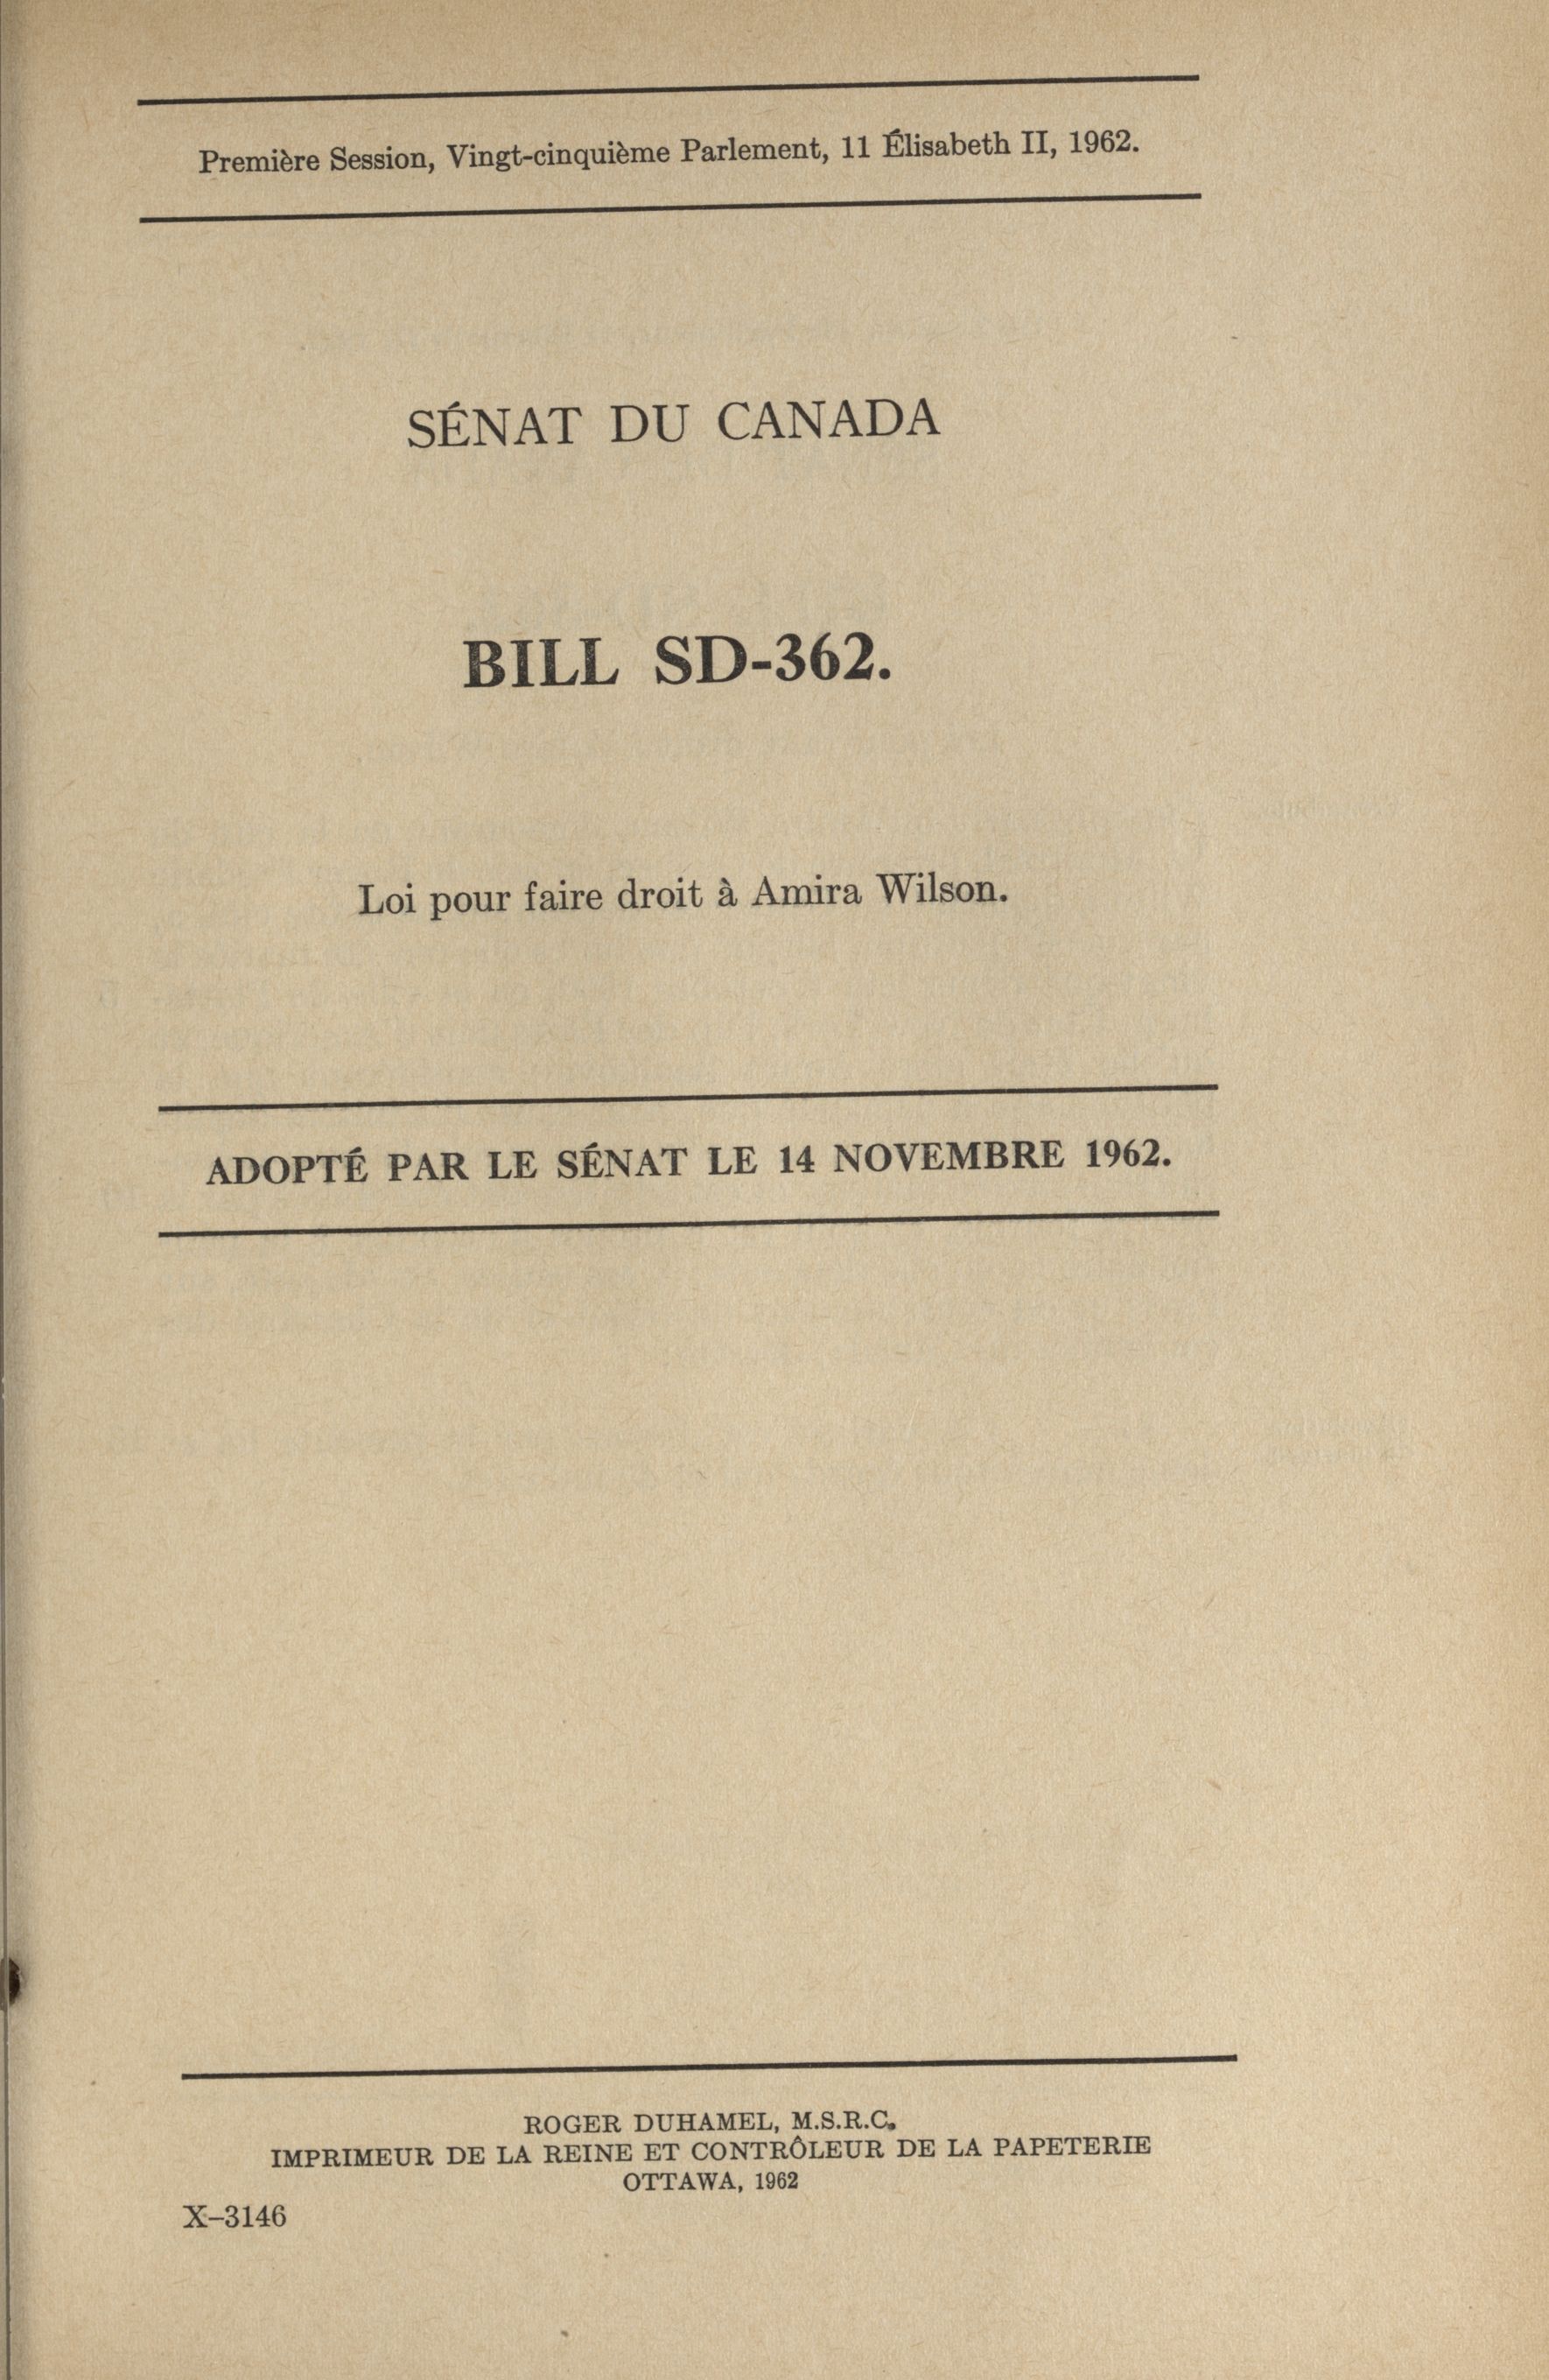 Première Session, Vingt-cinquième Parlement, 11 Élisabeth II, 1962.
SÉNAT DU CANADA
BILL SD-362.
Loi pour faire droit à Amira Wilson.
ADOPTÉ PAR LE SÉNAT LE 14 NOVEMBRE 1962.
ROGER DUHAMEL, M.S.R.C.
IMPRIMEUR DE LA REINE ET CONTRÔLEUR DE LA PAPETERIE
OTTAWA, 1962
X–3146